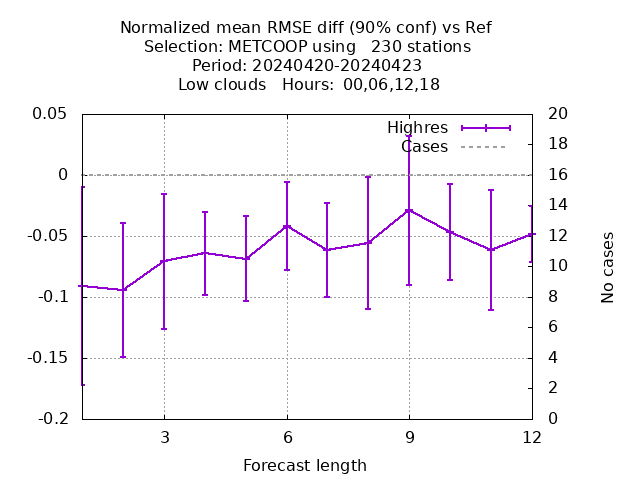 Normalized mean RMSE diff (90% conf) vs Ref
Selection: METCOOP using   230 stations
Period: 20240420-20240423
Low clouds   Hours:  00,06,12,18
Highres
Cases
0.05
0
-0.05
-0.1
-0.15
-0.2
20
18
16
14
12
10
8
6
4
2
0
No cases
3
6
9
12
Forecast length